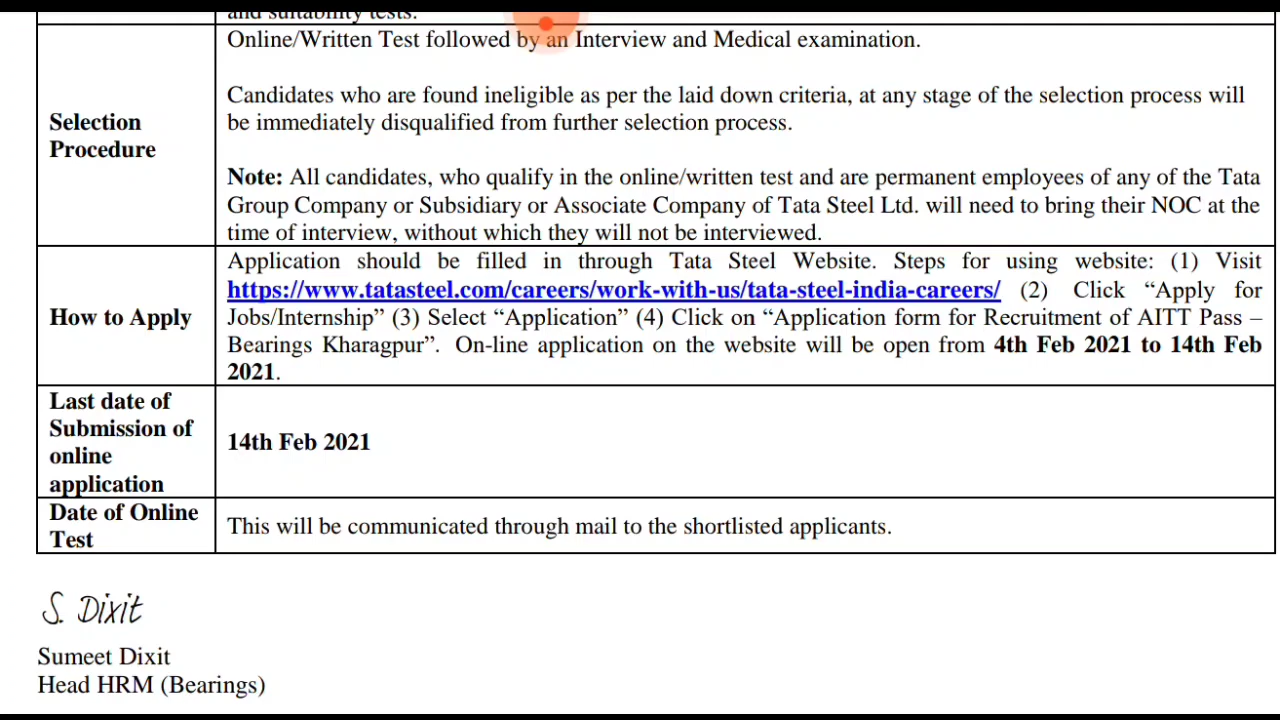 and suitability tests.
Online/Written Test followed by an Interview and Medical examination.
Candidates who are found ineligible as per the laid down criteria, at any stage of the selection process will
be immediately disqualified from further selection process.
Selection
Procedure
Note: All candidates, who qualify in the online/written test and are permanent employees of any of the Tata
Group Company or Subsidiary or Associate Company of Tata Steel Ltd. will need to bring their NOC at the
time of interview, without which they will not be interviewed.
How to Apply
Application should be filled in through Tata Steel Website. Steps for using website: (1) Visit
https://www.tatasteel.com/careers/work-with-us/tata-steel-india-careers/ (2) Click “Apply for
Jobs/Internship” (3) Select “Application” (4) Click on “Application form for Recruitment of AITT Pass –
Bearings Kharagpur”. On-line application on the website will be open from 4th Feb 2021 to 14th Feb
2021.
Last date of
Submission of
online
application
14th Feb 2021
Date of Online
Test
This will be communicated through mail to the shortlisted applicants.
S. Dixit
Sumeet Dixit
Head HRM (Bearings)